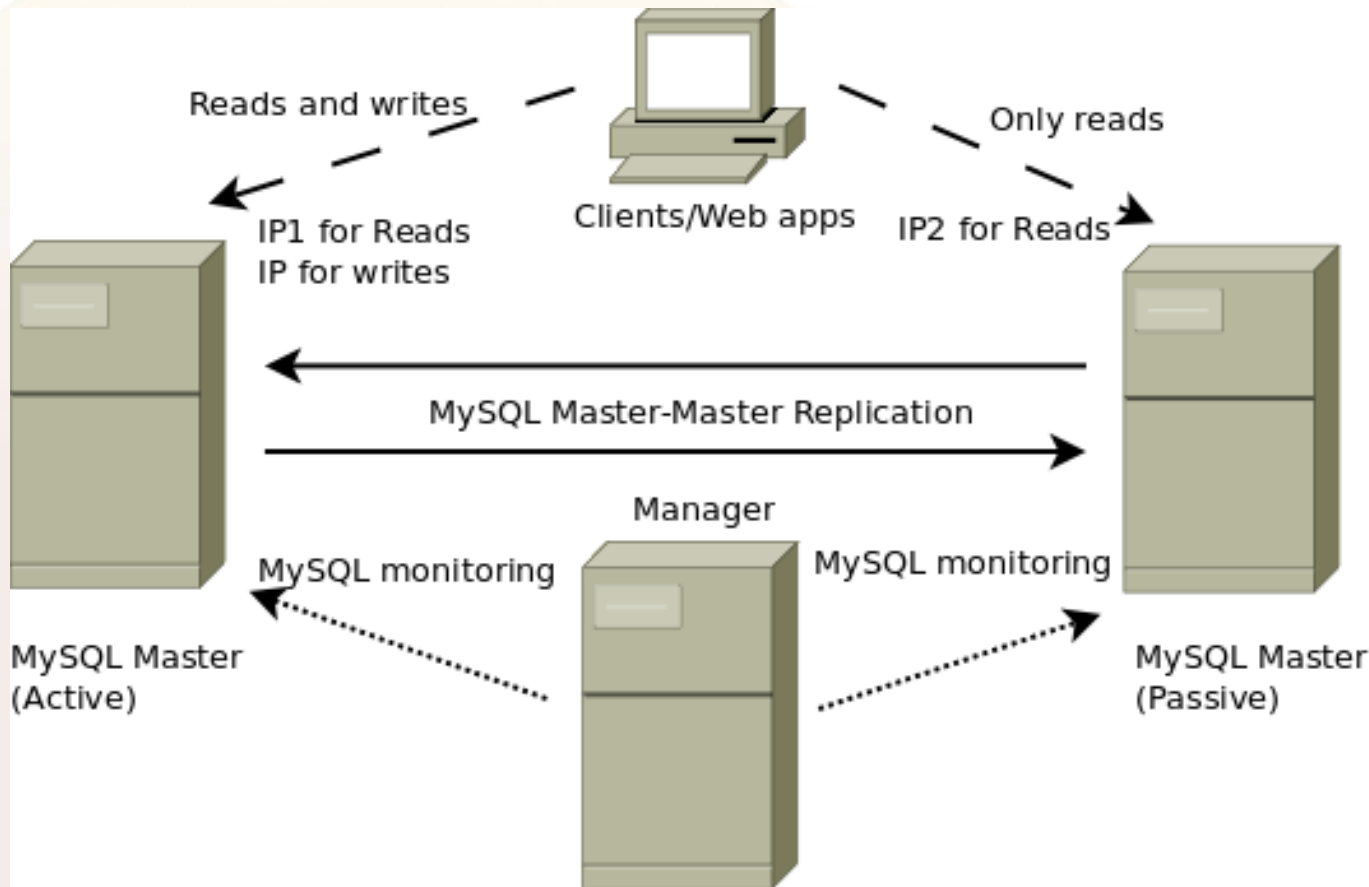 Reads and writes
Only reads
Clients/Web apps
IP1 for Reads
IP for writes
IP2 for Reads
MySQL Master-Master Replication
Manager
MySQL monitoring
MySQL monitoring
MySQL Master
(Active)
MySQL Master
(Passive)